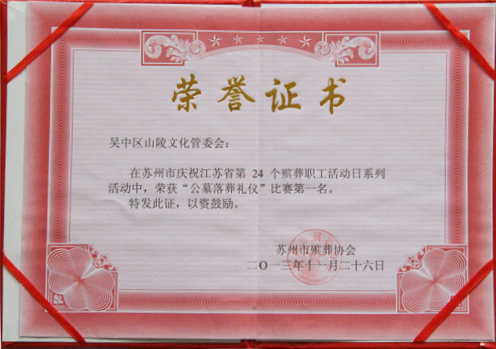 荣誉证书
吴中区山陵文化管委会：
在苏州市庆祝江苏省第 24 个殡葬职工活动日系列
活动中，荣获“公墓落葬礼仪”比赛第一名。
特发此证，以资鼓励。
苏州市殡葬协会
二〇一三年十一月二十六日